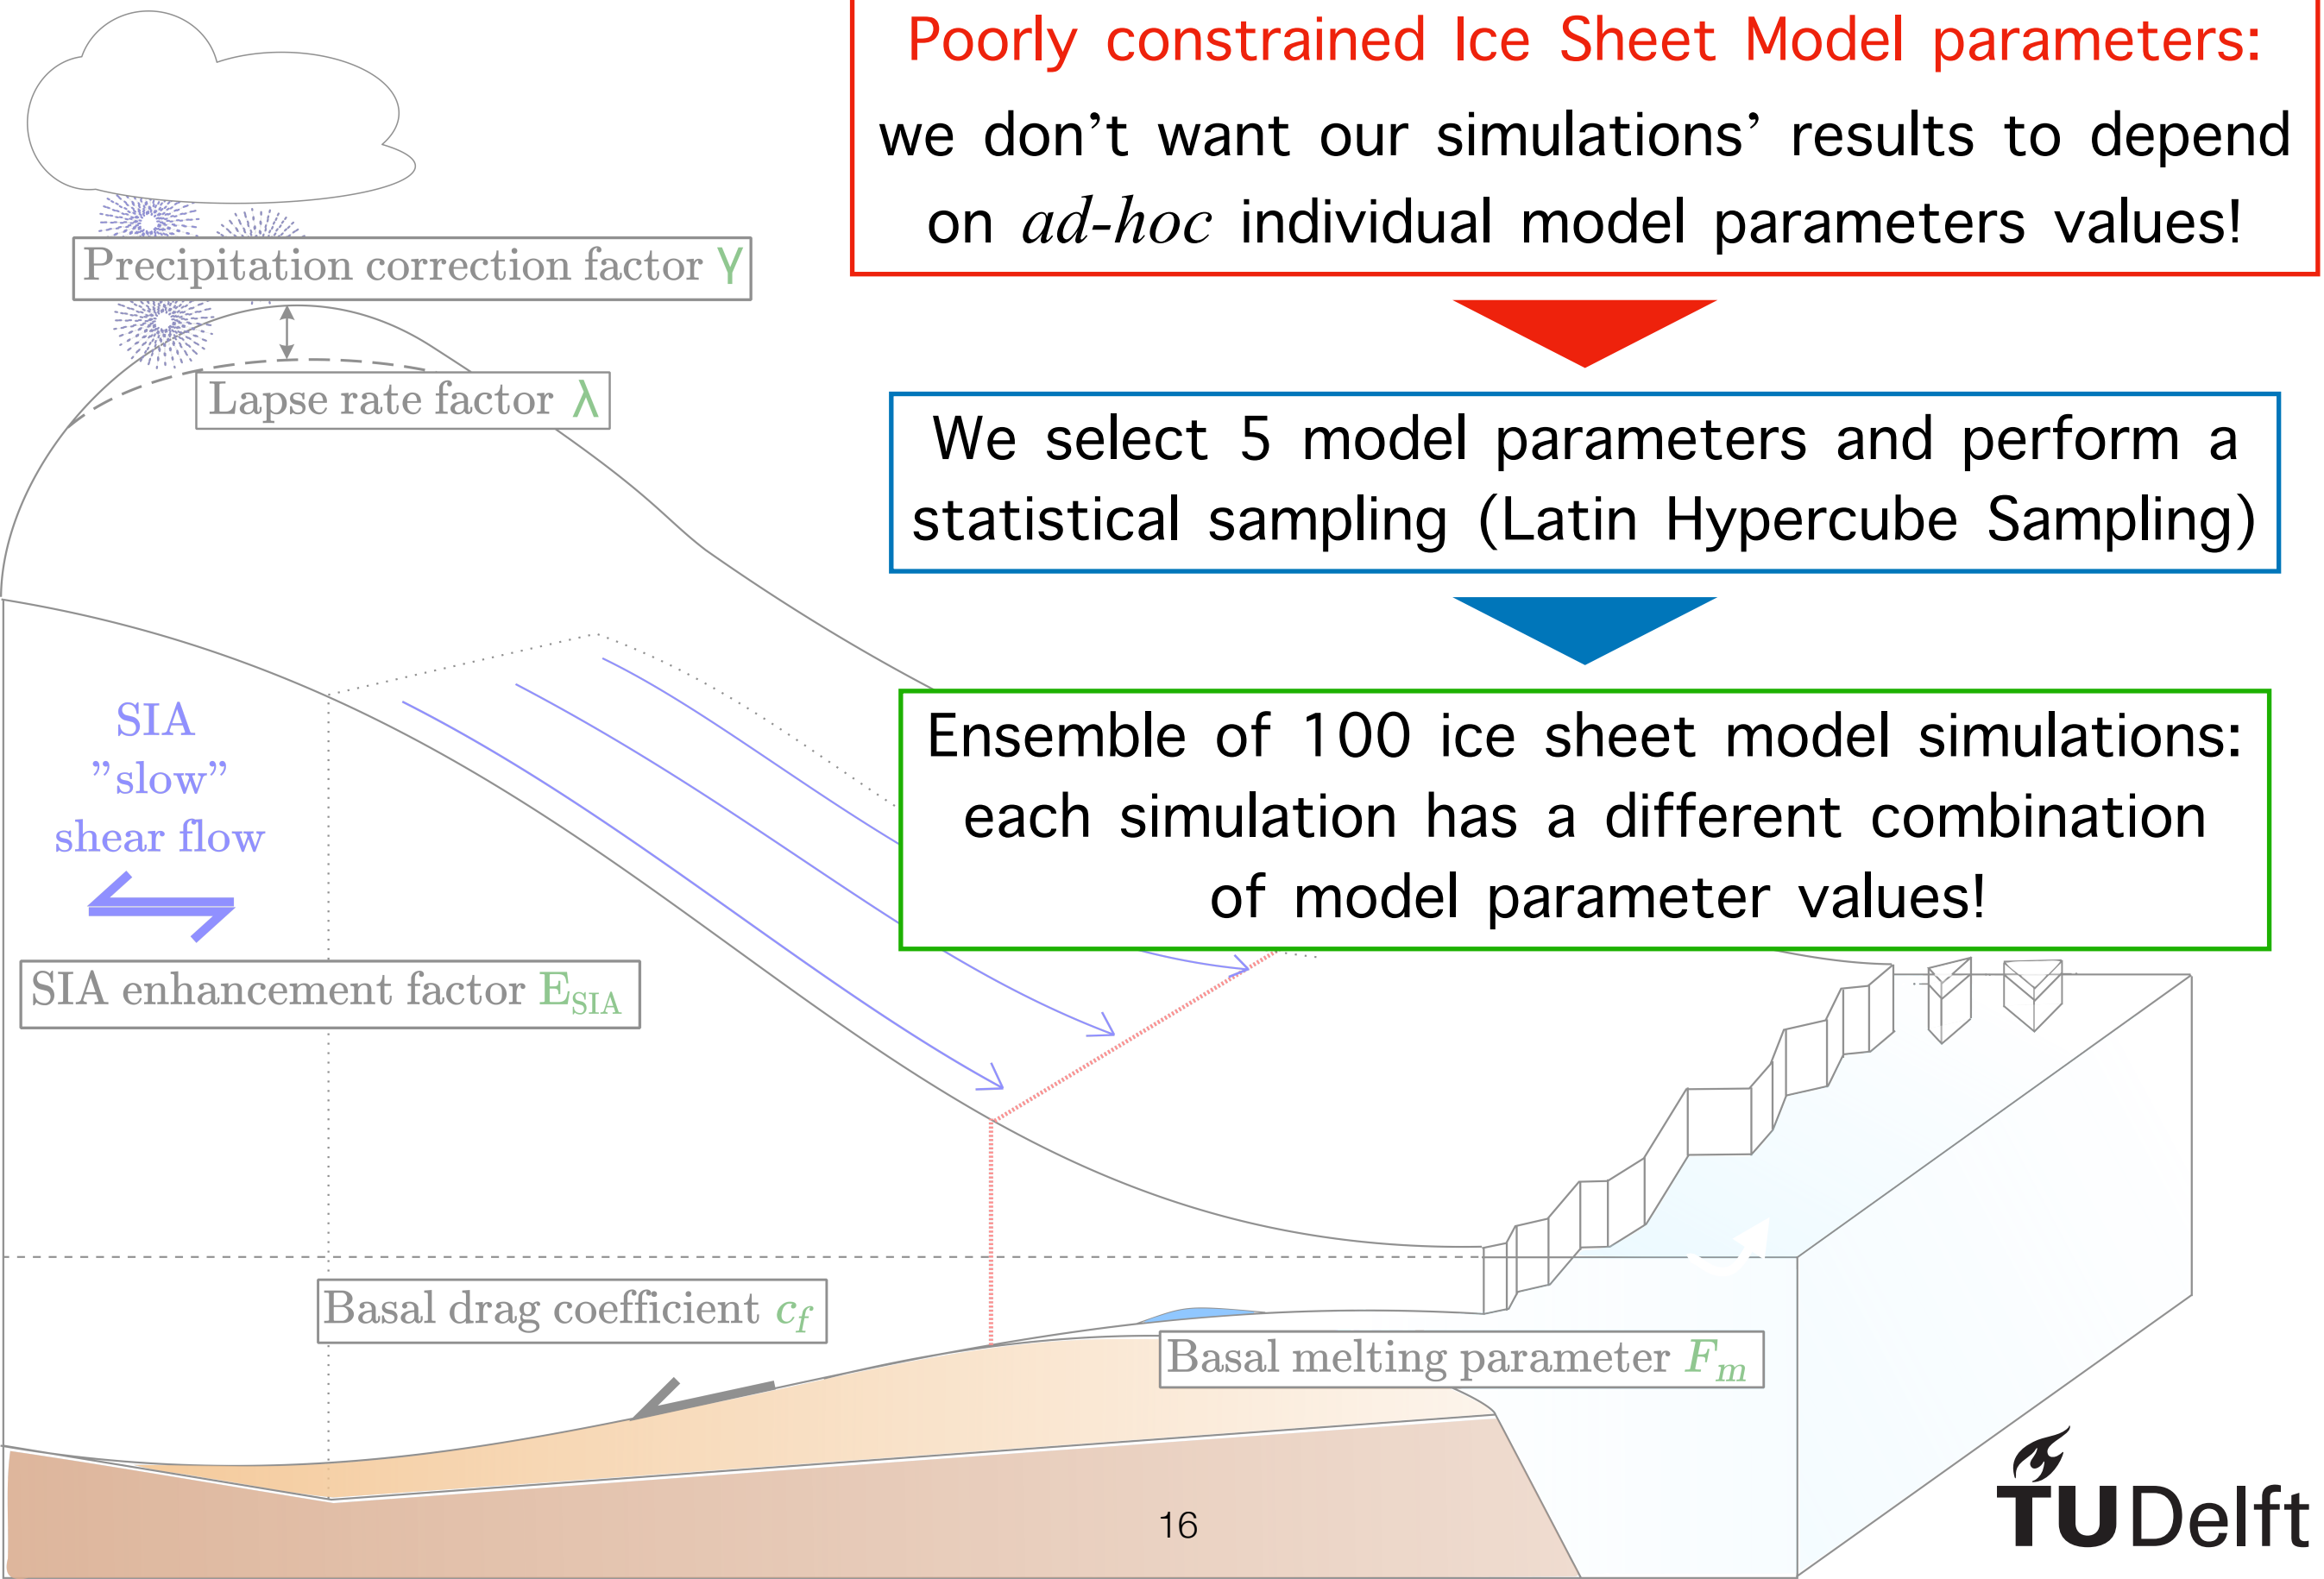 Poorly constrained Ice Sheet Model parameters:
we don’t want our simulations’ results to depend
on ad-hoc individual model parameters values!
Precipitation correction factor γ
Lapse rate factor λ
We select 5 model parameters and perform a
statistical sampling (Latin Hypercube Sampling)
Ensemble of 100 ice sheet model simulations:
each simulation has a different combination
of model parameter values!
SIA
”slow”
shear flow
SIA enhancement factor E_SIA
Basal drag coefficient c_f
Basal melting parameter F_m
16
TUDelft